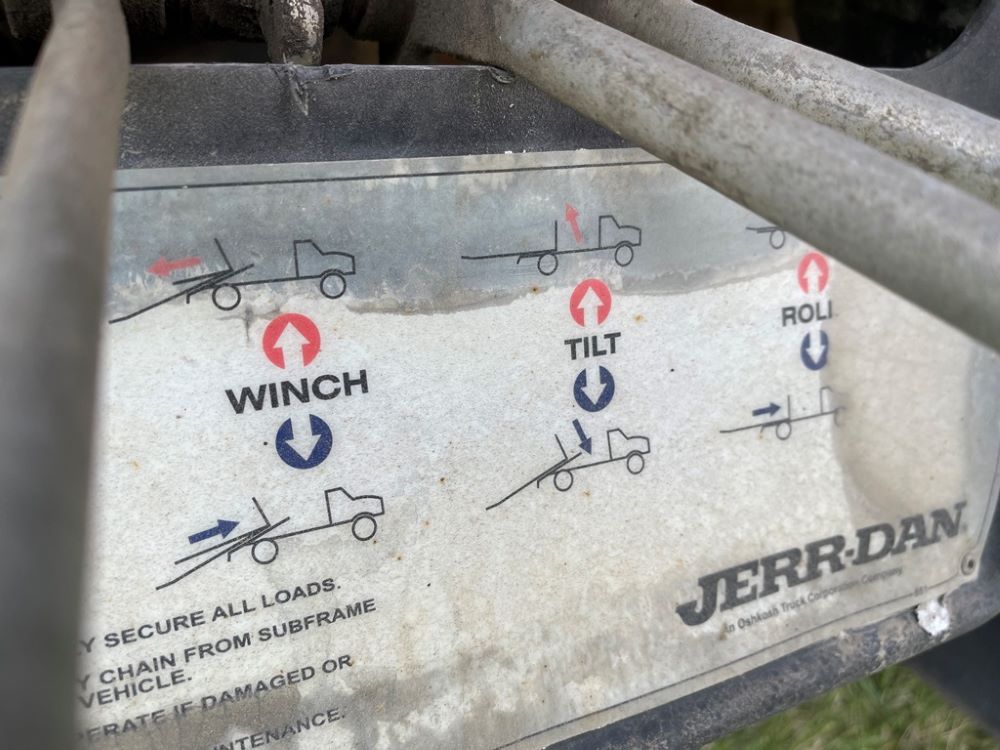 WINCH
TILT
ROLL
JERR-DAN
An Oshkosh Truck Corporation Company
Y SECURE ALL LOADS.
Y CHAIN FROM SUBFRAME
VEHICLE.
ERATE IF DAMAGED OR
NTENANCE.